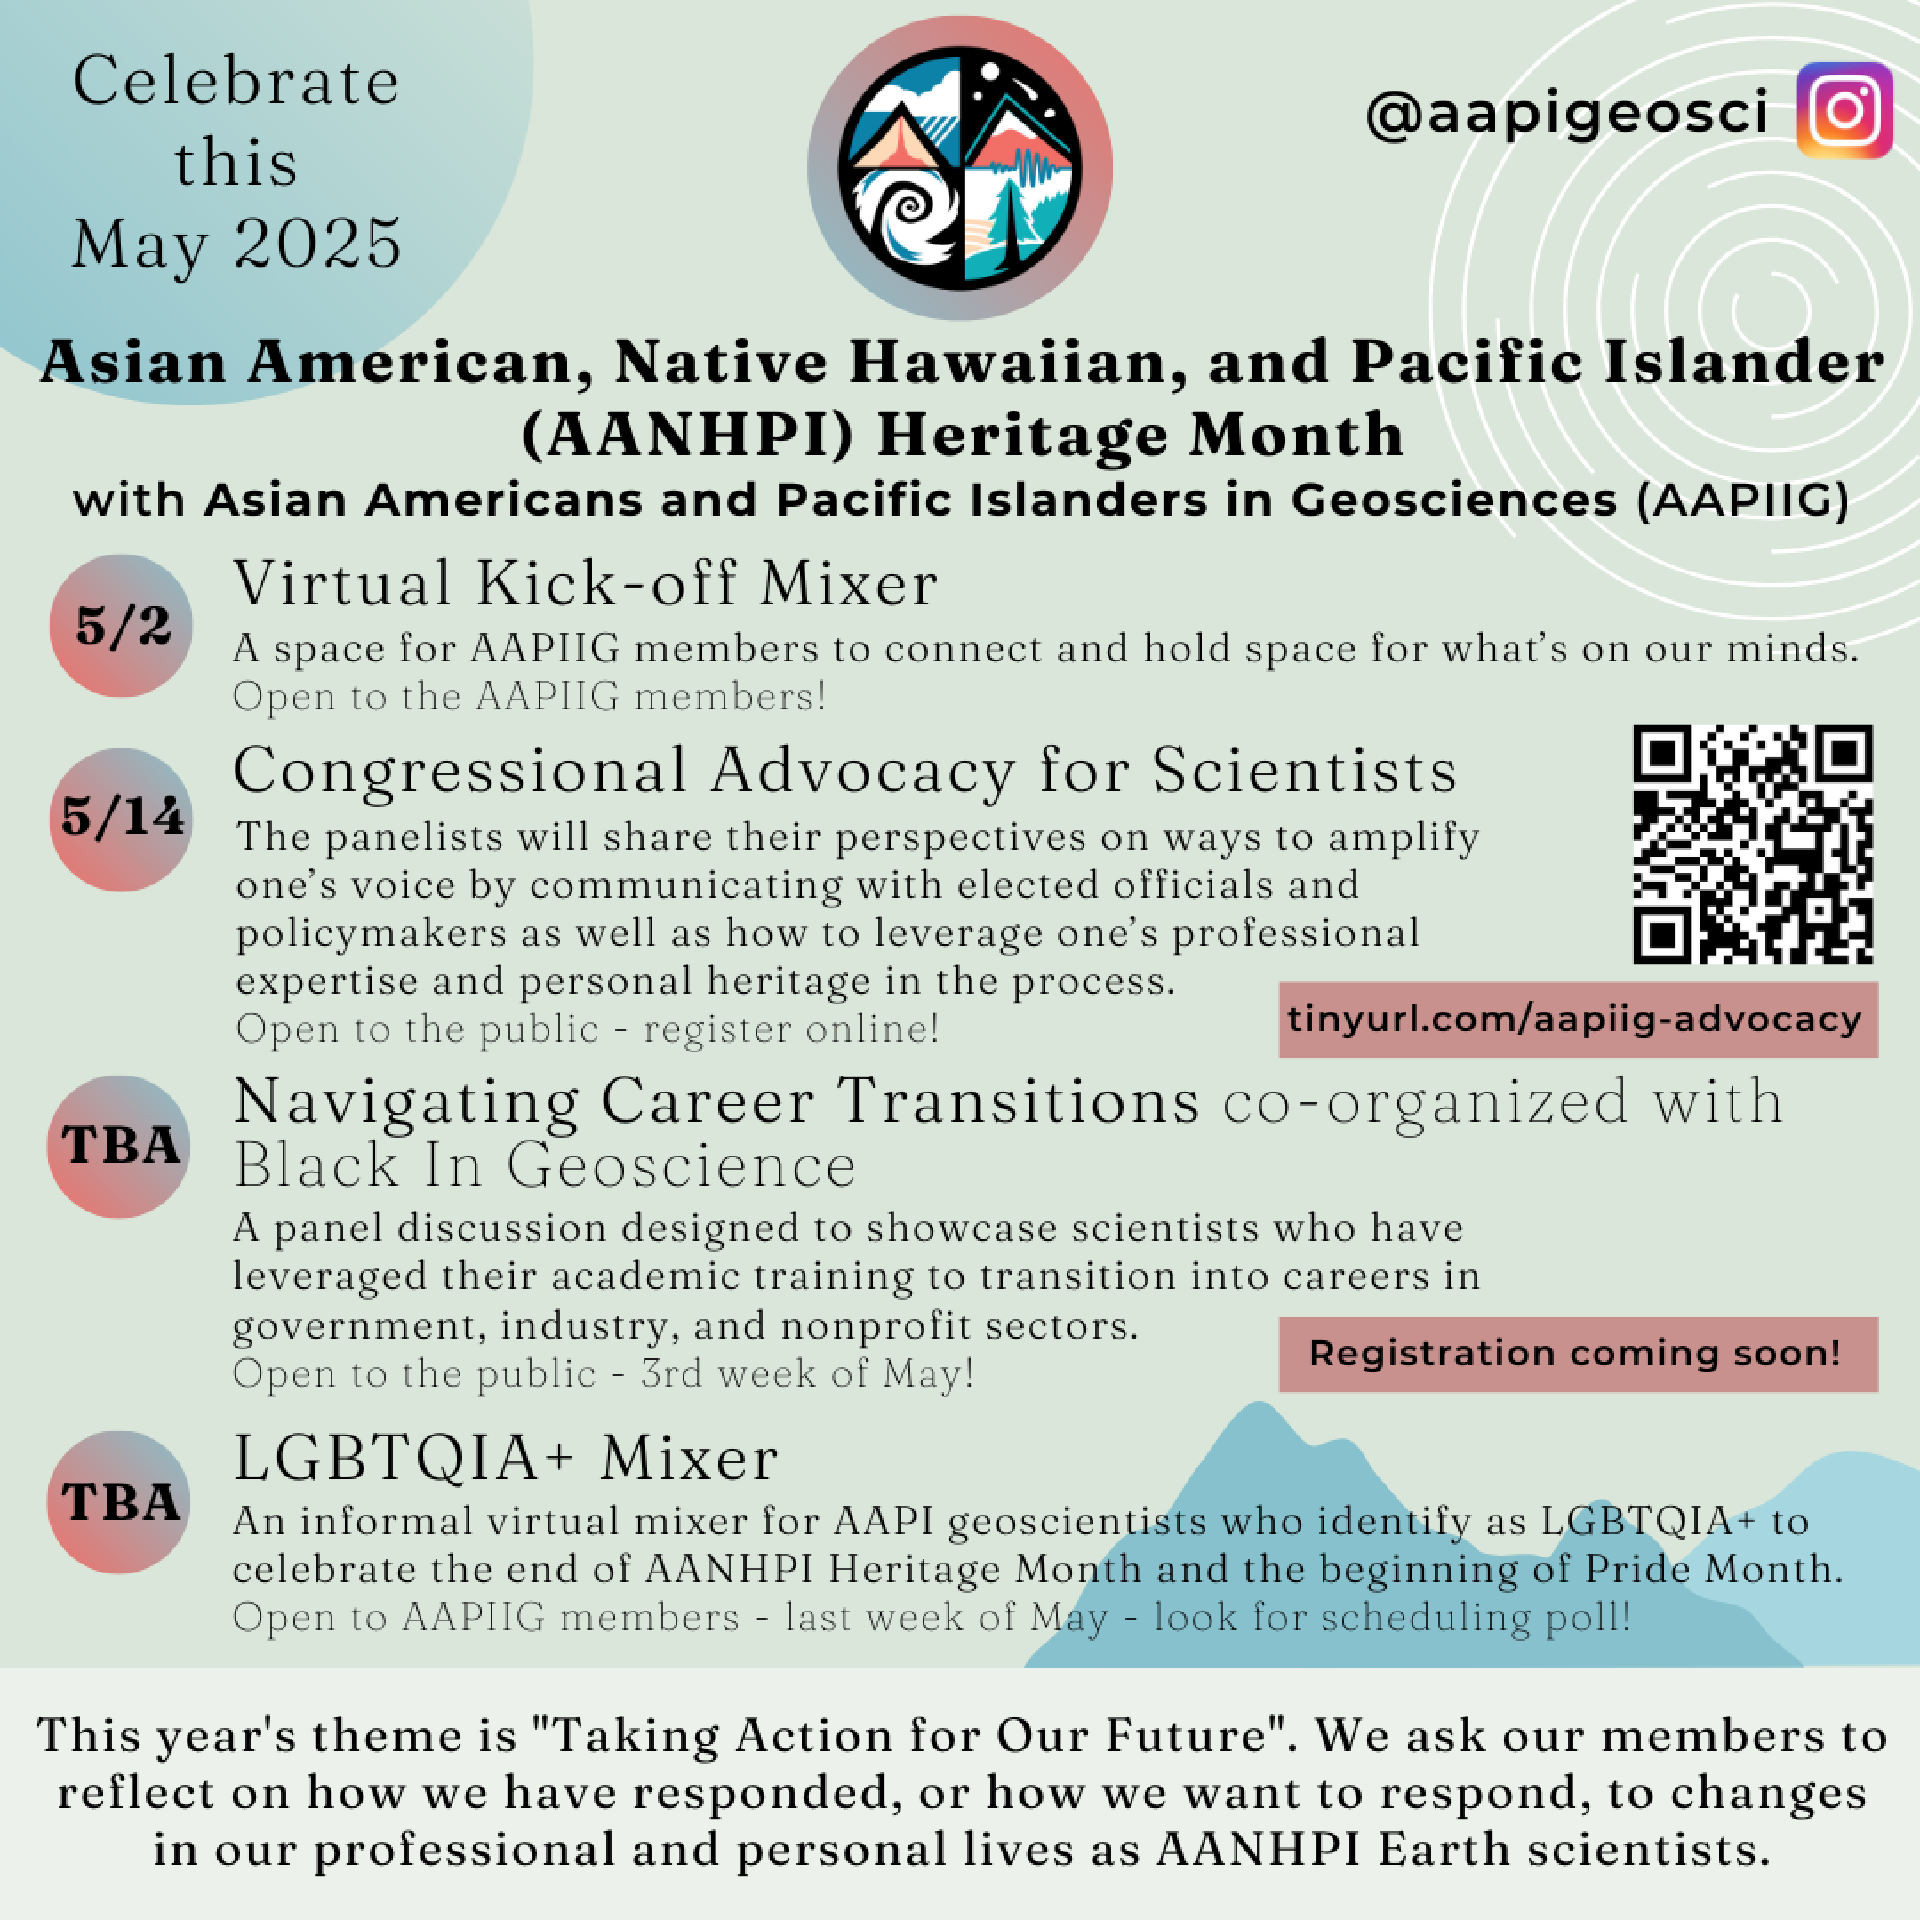 Celebrate
this
May 2025
@aapigeosci
Asian American, Native Hawaiian, and Pacific Islander
(AANHPI) Heritage Month
with Asian Americans and Pacific Islanders in Geosciences (AAPIIG)
5/2
Virtual Kick-off Mixer
A space for AAPIIG members to connect and hold space for what's on our minds.
Open to the AAPIIG members!
5/14
Congressional Advocacy for Scientists
The panelists will share their perspectives on ways to amplify
one's voice by communicating with elected officials and
policymakers as well as how to leverage one's professional
expertise and personal heritage in the process.
Open to the public - register online!
tinyurl.com/aapiig-advocacy
TBA
Navigating Career Transitions co-organized with
Black In Geoscience
A panel discussion designed to showcase scientists who have
leveraged their academic training to transition into careers in
government, industry, and nonprofit sectors.
Open to the public - 3rd week of May!
Registration coming soon!
TBA
LGBTQIA+ Mixer
An informal virtual mixer for AAPI geoscientists who identify as LGBTQIA+ to
celebrate the end of AANHPI Heritage Month and the beginning of Pride Month.
Open to AAPIIG members - last week of May - look for scheduling poll!
This year's theme is "Taking Action for Our Future". We ask our members to
reflect on how we have responded, or how we want to respond, to changes
in our professional and personal lives as AANHPI Earth scientists.